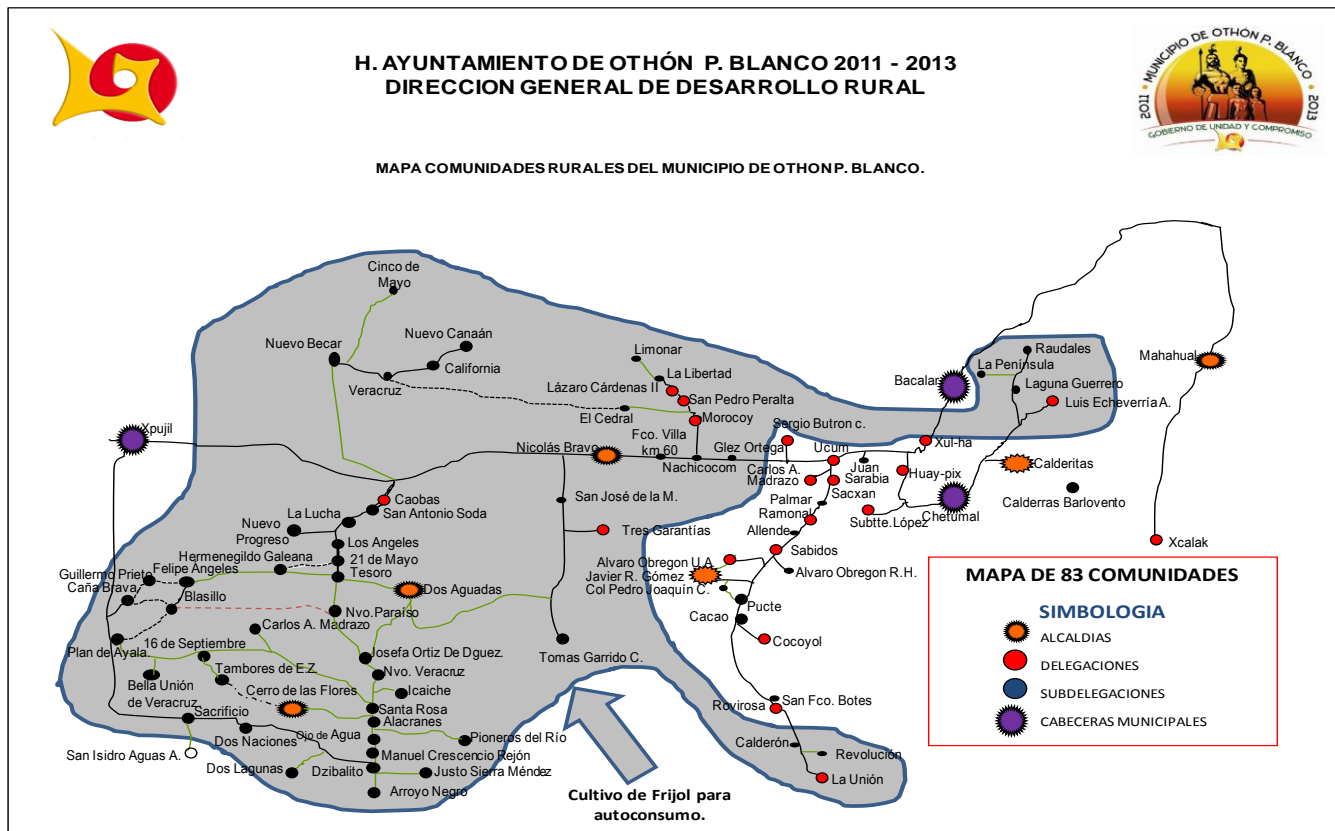 H. AYUNTAMIENTO DE OTHÓN P. BLANCO 2011 - 2013
DIRECCION GENERAL DE DESARROLLO RURAL
2011 • MUNICIPIO DE OTHÓN P. BLANCO • 2013
GOBIERNO DE UNIDAD Y COMPROMISO
MAPA COMUNIDADES RURALES DEL MUNICIPIO DE OTHON P. BLANCO.
Cinco de
Mayo
Nuevo Becar
Nuevo Canaán
California
Veracruz
Limonar
La Libertad
Lázaro Cárdenas II
San Pedro Peralta
El Cedral
Morocoy
Sergio Butron c.
Bacalar
La Península
Raudales
Laguna Guerrero
Luis Echeverría A.
Mahahual
Xpujil
Nicolás Bravo
Fco. Villa
km 60
Nachicocom
Glez Ortega
Carlos A.
Madrazo
Ucum
Juan
Sarabia
Sacxan
Xul-ha
Huay-pix
Calderitas
Calderras Barlovento
Chetumal
Subtte. López
Palmar
Ramonal
Allende
Sabidos
Alvaro Obregon R.H.
Xcalak
Caobas
San Antonio Soda
La Lucha
Nuevo
Progreso
Los Angeles
21 de Mayo
Hermenegildo Galeana
Tesoro
San José de la M.
Tres Garantías
Alvaro Obregon U.A.
Javier R. Gómez
Col Pedro Joaquín C.
Pucte
Cacao
Cocoyol
Guillermo Prieto
Felipe Angeles
Caña Brava
Blasillo
Dos Aguadas
Nvo.Paraíso
Carlos A. Madrazo
Plan de Ayala.
16 de Septiembre
Josefa Ortiz De Dguez.
Tomas Garrido C.
Tambores de E.Z.
Nvo. Veracruz
Bella Unión
de Veracruz
Cerro de las Flores
Icaiche
Santa Rosa
Sacrificio
Alacranes
San Fco. Botes
Rovirosa
Dos Naciones
Ojo de Agua
Pioneros del Río
San Isidro Aguas A.
Manuel Crescencio Rejón
Calderón
Revolución
Dos Lagunas
Dzibalito
Justo Sierra Méndez
La Unión
Arroyo Negro
Cultivo de Frijol para
autoconsumo.
MAPA DE 83 COMUNIDADES
SIMBOLOGIA
ALCALDIAS
DELEGACIONES
SUBDELEGACIONES
CABECERAS MUNICIPALES